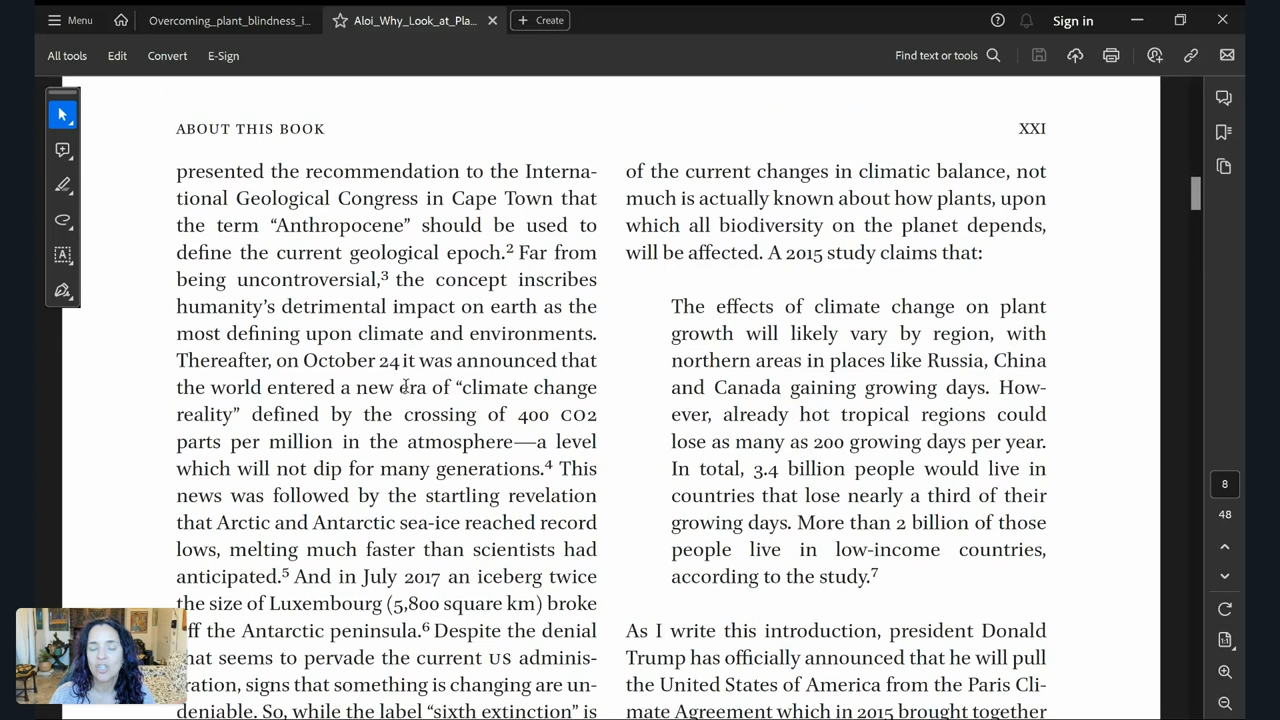 Menu
Overcoming_plant_blindness_i...
Aloi_Why_Look_at_Pla...
Create
Sign in
All tools
Edit
Convert
E-Sign
Find text or tools
ABOUT THIS BOOK
XXI
presented the recommendation to the Interna-
tional Geological Congress in Cape Town that
the term “Anthropocene” should be used to
define the current geological epoch.2 Far from
being uncontroversial,3 the concept inscribes
humanity’s detrimental impact on earth as the
most defining upon climate and environments.
Thereafter, on October 24 it was announced that
the world entered a new era of “climate change
reality” defined by the crossing of 400 CO2
parts per million in the atmosphere—a level
which will not dip for many generations.4 This
news was followed by the startling revelation
that Arctic and Antarctic sea-ice reached record
lows, melting much faster than scientists had
anticipated.5 And in July 2017 an iceberg twice
the size of Luxembourg (5,800 square km) broke
ff the Antarctic peninsula.6 Despite the denial
hat seems to pervade the current US adminis-
ration, signs that something is changing are un-
deniable. So, while the label “sixth extinction” is
of the current changes in climatic balance, not
much is actually known about how plants, upon
which all biodiversity on the planet depends,
will be affected. A 2015 study claims that:
The effects of climate change on plant
growth will likely vary by region, with
northern areas in places like Russia, China
and Canada gaining growing days. How-
ever, already hot tropical regions could
lose as many as 200 growing days per year.
In total, 3.4 billion people would live in
countries that lose nearly a third of their
growing days. More than 2 billion of those
people live in low-income countries,
according to the study.7
As I write this introduction, president Donald
Trump has officially announced that he will pull
the United States of America from the Paris Cli-
mate Agreement which in 2015 brought together
8
48
1:1